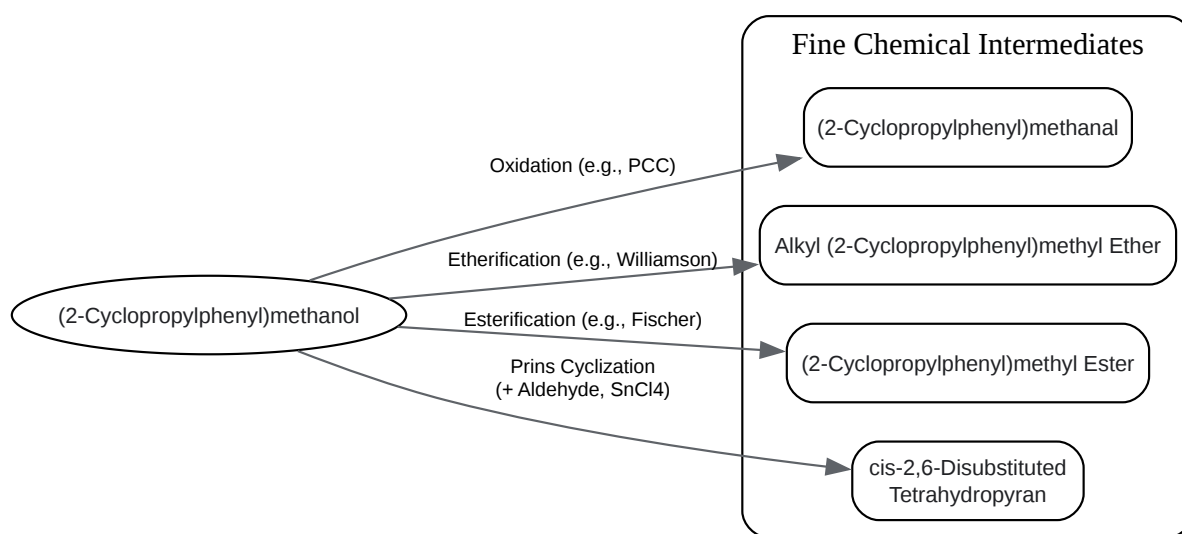 Fine Chemical Intermediates
(2-Cyclopropylphenyl)methanal
Oxidation (e.g., PCC)
Alkyl (2-Cyclopropylphenyl)methyl Ether
Etherification (e.g., Williamson)
(2-Cyclopropylphenyl)methanol
Esterification (e.g., Fischer)
(2-Cyclopropylphenyl)methyl Ester
Prins Cyclization
(+ Aldehyde, SnCl4)
cis-2,6-Disubstituted
Tetrahydropyran